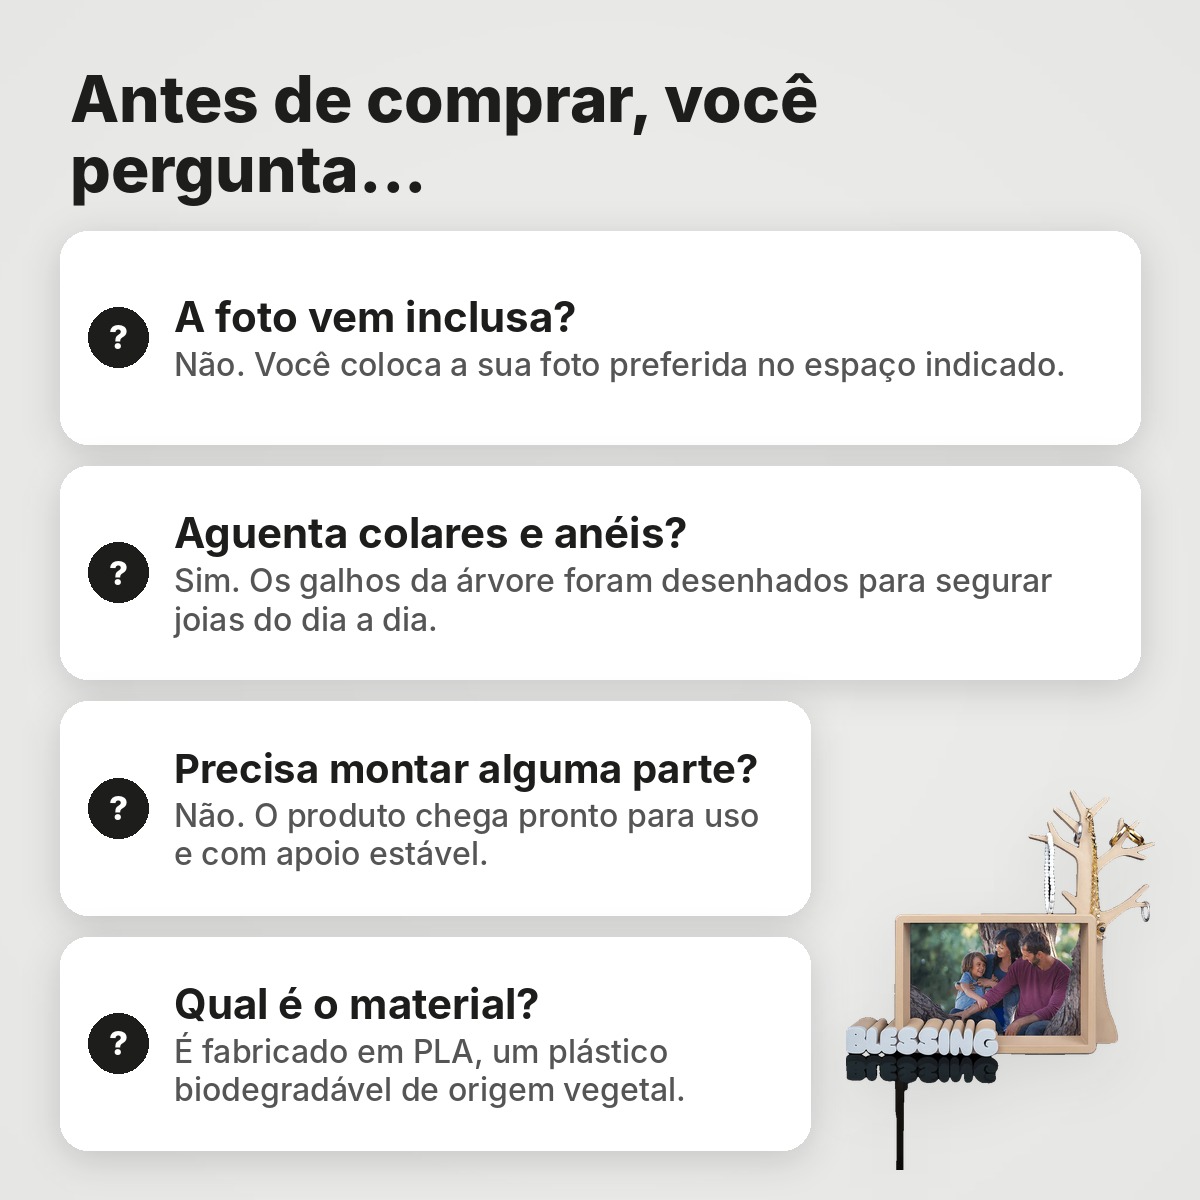 Antes de comprar, você
pergunta...
?
A foto vem inclusa?
Não. Você coloca a sua foto preferida no espaço indicado.
?
Aguenta colares e anéis?
Sim. Os galhos da árvore foram desenhados para segurar
joias do dia a dia.
?
Precisa montar alguma parte?
Não. O produto chega pronto para uso
e com apoio estável.
?
Qual é o material?
É fabricado em PLA, um plástico
biodegradável de origem vegetal.
BLESSING